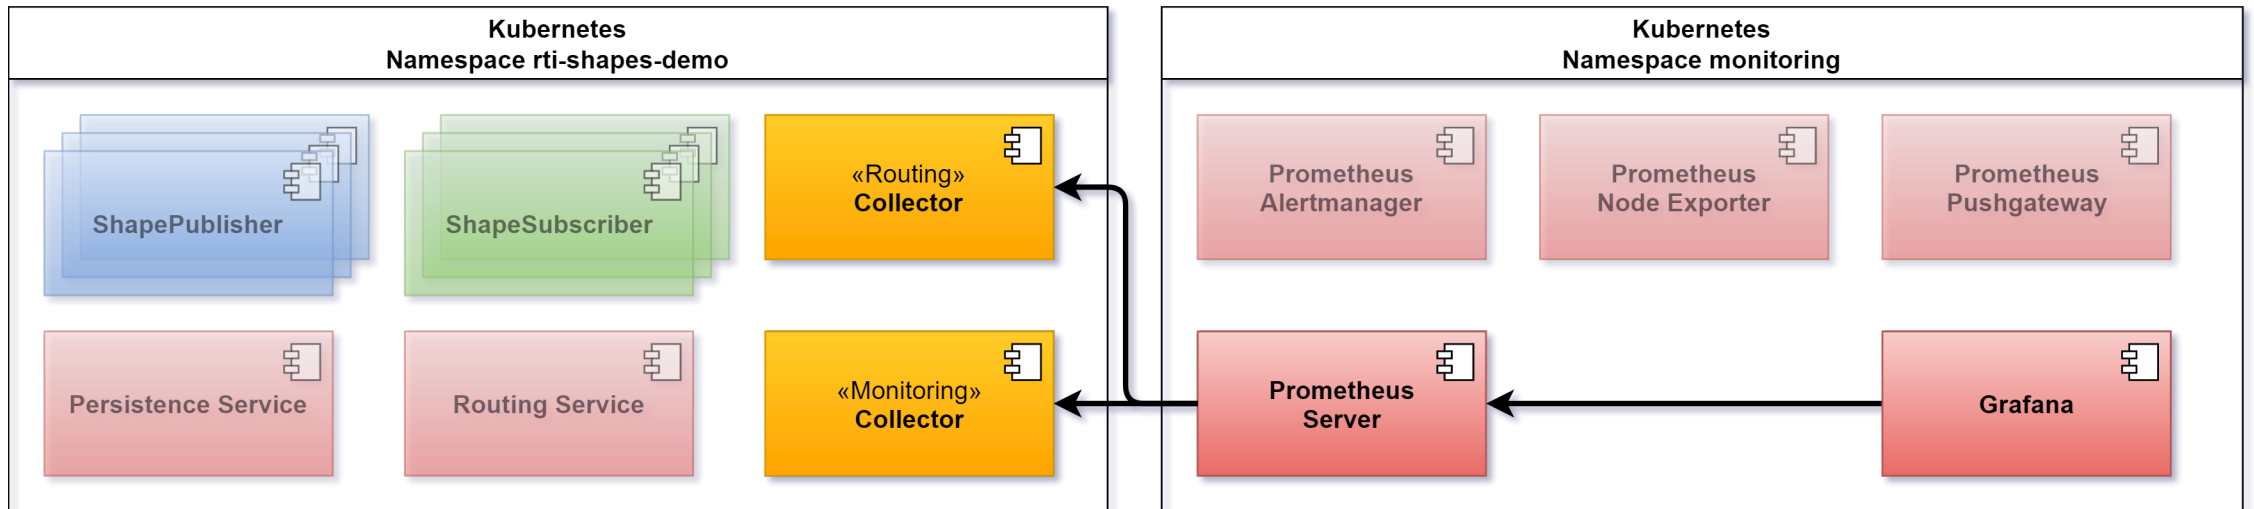 Kubernetes
Namespace rti-shapes-demo
Kubernetes
Namespace monitoring
ShapePublisher
ShapeSubscriber
«Routing»
Collector
Prometheus
Alertmanager
Prometheus
Node Exporter
Prometheus
Pushgateway
Persistence Service
Routing Service
«Monitoring»
Collector
Prometheus
Server
Grafana